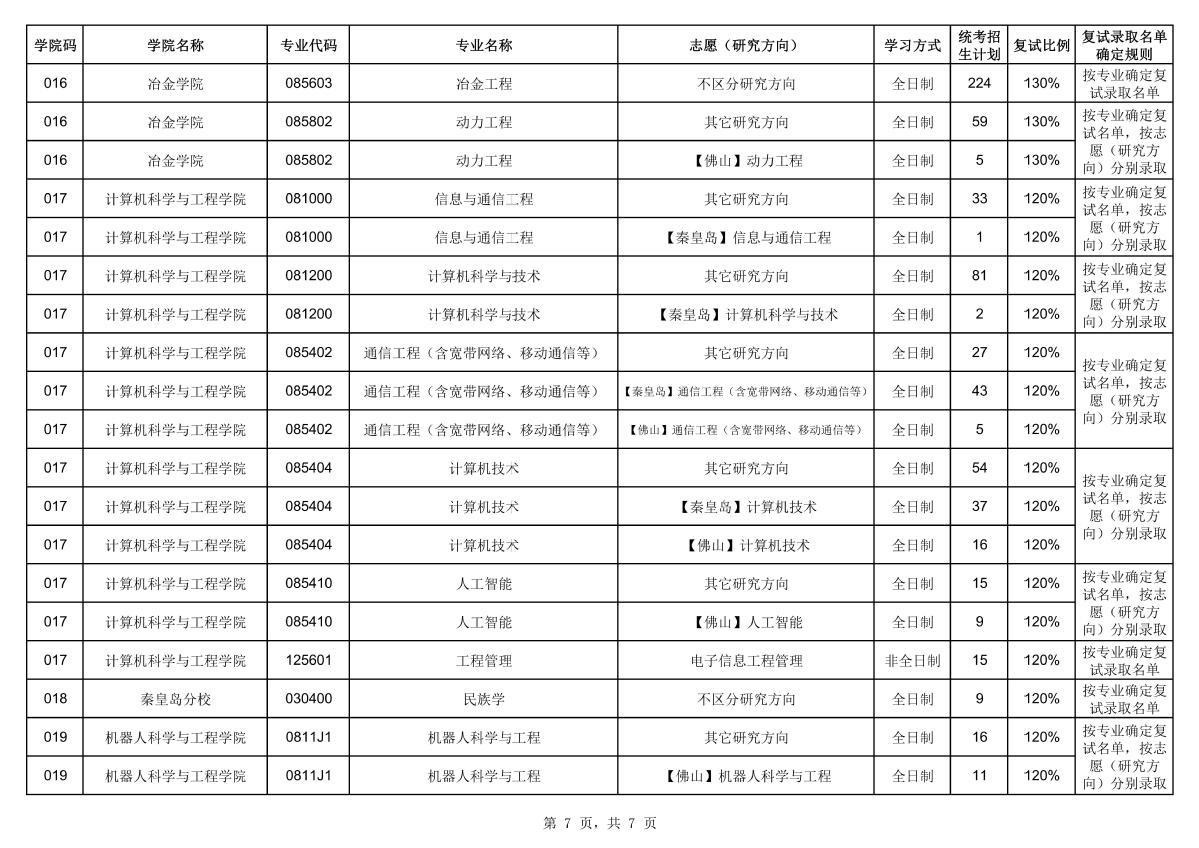 学院码 学院名称 专业代码 专业名称 志愿（研究方向） 学习方式 统考招生计划 复试比例 复试录取名单确定规则
016 冶金学院 085603 冶金工程 不区分研究方向 全日制 224 130% 按专业确定复试录取名单
016 冶金学院 085802 动力工程 其它研究方向 全日制 59 130% 按专业确定复试名单，按志愿（研究方向）分别录取
016 冶金学院 085802 动力工程 【佛山】动力工程 全日制 5 130%
017 计算机科学与工程学院 081000 信息与通信工程 其它研究方向 全日制 33 120% 按专业确定复试名单，按志愿（研究方向）分别录取
017 计算机科学与工程学院 081000 信息与通信工程 【秦皇岛】信息与通信工程 全日制 1 120%
017 计算机科学与工程学院 081200 计算机科学与技术 其它研究方向 全日制 81 120% 按专业确定复试名单，按志愿（研究方向）分别录取
017 计算机科学与工程学院 081200 计算机科学与技术 【秦皇岛】计算机科学与技术 全日制 2 120%
017 计算机科学与工程学院 085402 通信工程（含宽带网络、移动通信等） 其它研究方向 全日制 27 120% 按专业确定复试名单，按志愿（研究方向）分别录取
017 计算机科学与工程学院 085402 通信工程（含宽带网络、移动通信等） 【秦皇岛】通信工程（含宽带网络、移动通信等） 全日制 43 120%
017 计算机科学与工程学院 085402 通信工程（含宽带网络、移动通信等） 【佛山】通信工程（含宽带网络、移动通信等） 全日制 5 120%
017 计算机科学与工程学院 085404 计算机技术 其它研究方向 全日制 54 120% 按专业确定复试名单，按志愿（研究方向）分别录取
017 计算机科学与工程学院 085404 计算机技术 【秦皇岛】计算机技术 全日制 37 120%
017 计算机科学与工程学院 085404 计算机技术 【佛山】计算机技术 全日制 16 120%
017 计算机科学与工程学院 085410 人工智能 其它研究方向 全日制 15 120% 按专业确定复试名单，按志愿（研究方向）分别录取
017 计算机科学与工程学院 085410 人工智能 【佛山】人工智能 全日制 9 120%
017 计算机科学与工程学院 125601 工程管理 电子信息工程管理 非全日制 15 120% 按专业确定复试录取名单
018 秦皇岛分校 030400 民族学 不区分研究方向 全日制 9 120% 按专业确定复试录取名单
019 机器人科学与工程学院 0811J1 机器人科学与工程 其它研究方向 全日制 16 120% 按专业确定复试名单，按志愿（研究方向）分别录取
019 机器人科学与工程学院 0811J1 机器人科学与工程 【佛山】机器人科学与工程 全日制 11 120%
第 7 页，共 7 页